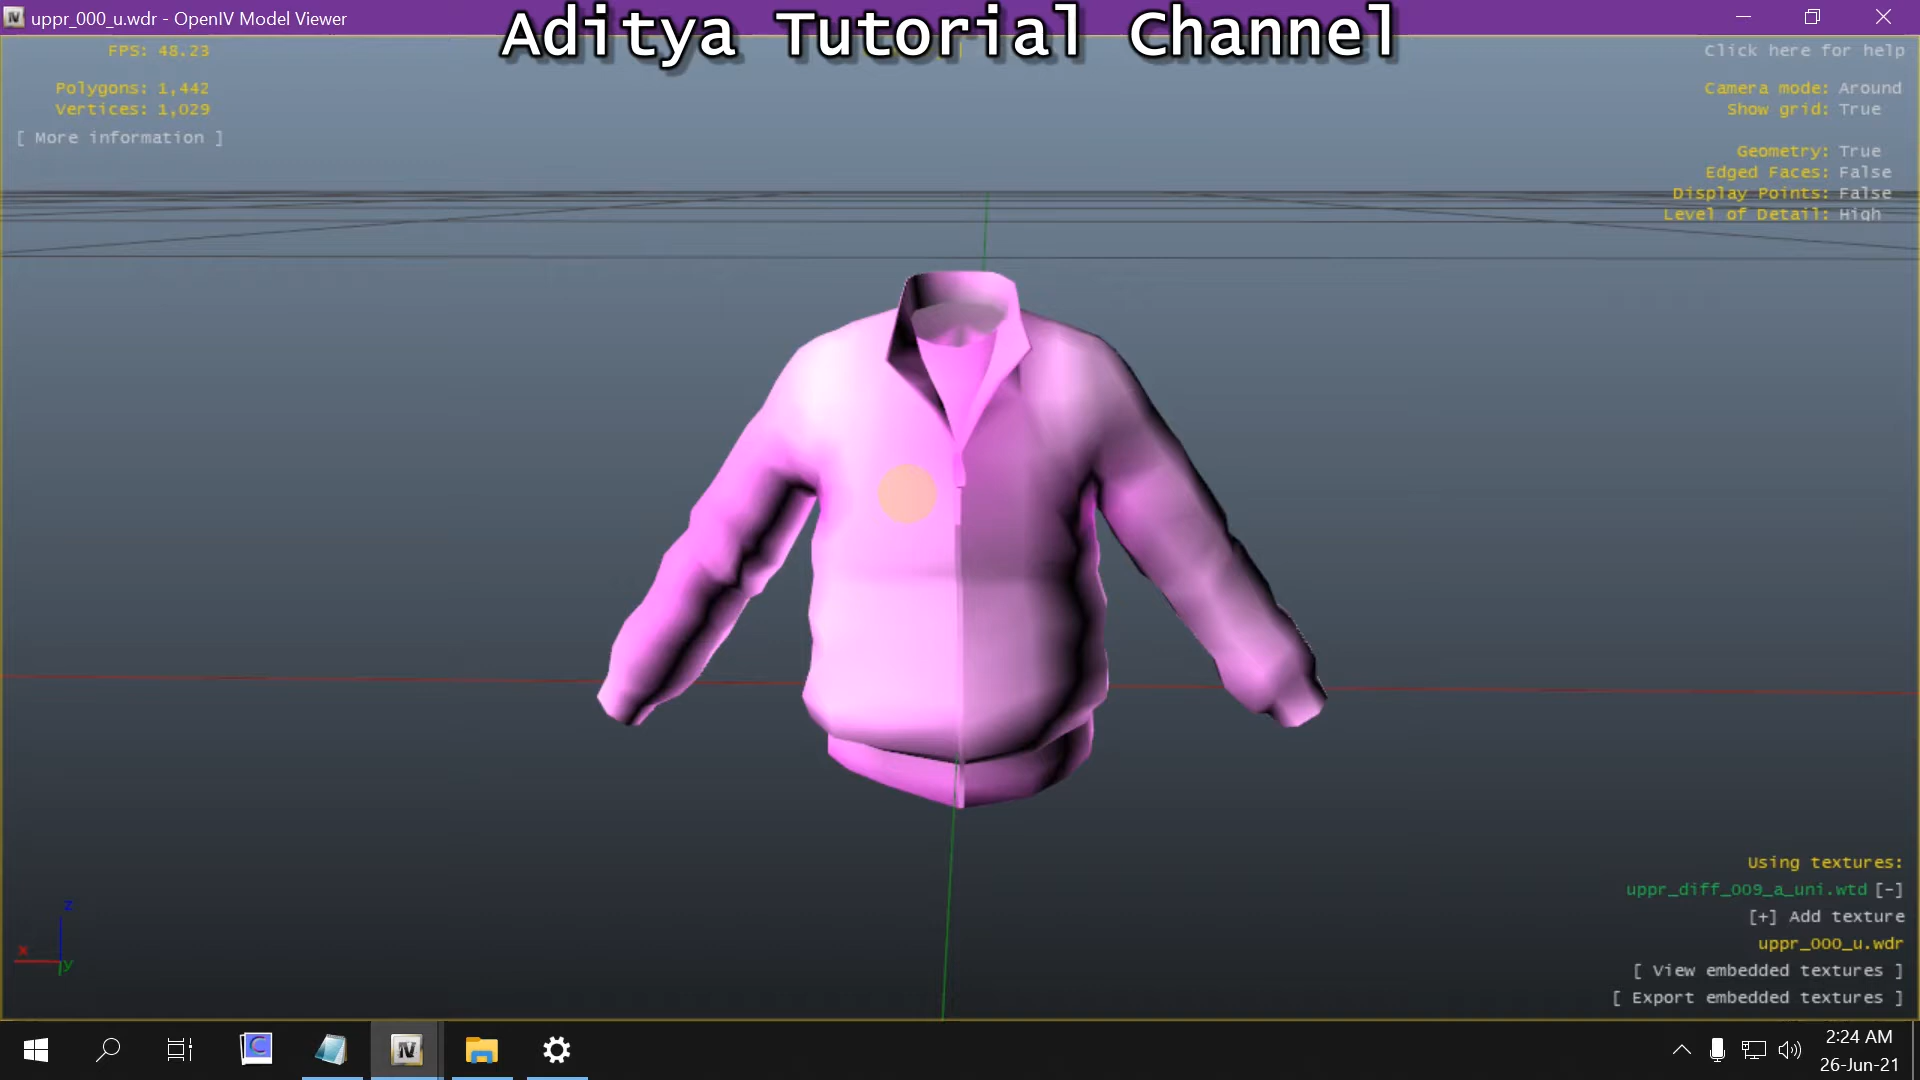 uppr_000_u.wdr - OpenIV Model Viewer
Aditya Tutorial Channel
FPS: 48.23
Polygons: 1,442
Vertices: 1,029
[ More information ]
Click here for help
Camera mode: Around
Show grid: True
Geometry: True
Edged Faces: False
Display Points: False
Level of Detail: High
z
x
y
Using textures:
uppr_diff_009_a_uni.wtd [-]
[+] Add texture
uppr_000_u.wdr
[ View embedded textures ]
[ Export embedded textures ]
C
IV
2:24 AM
26-Jun-21